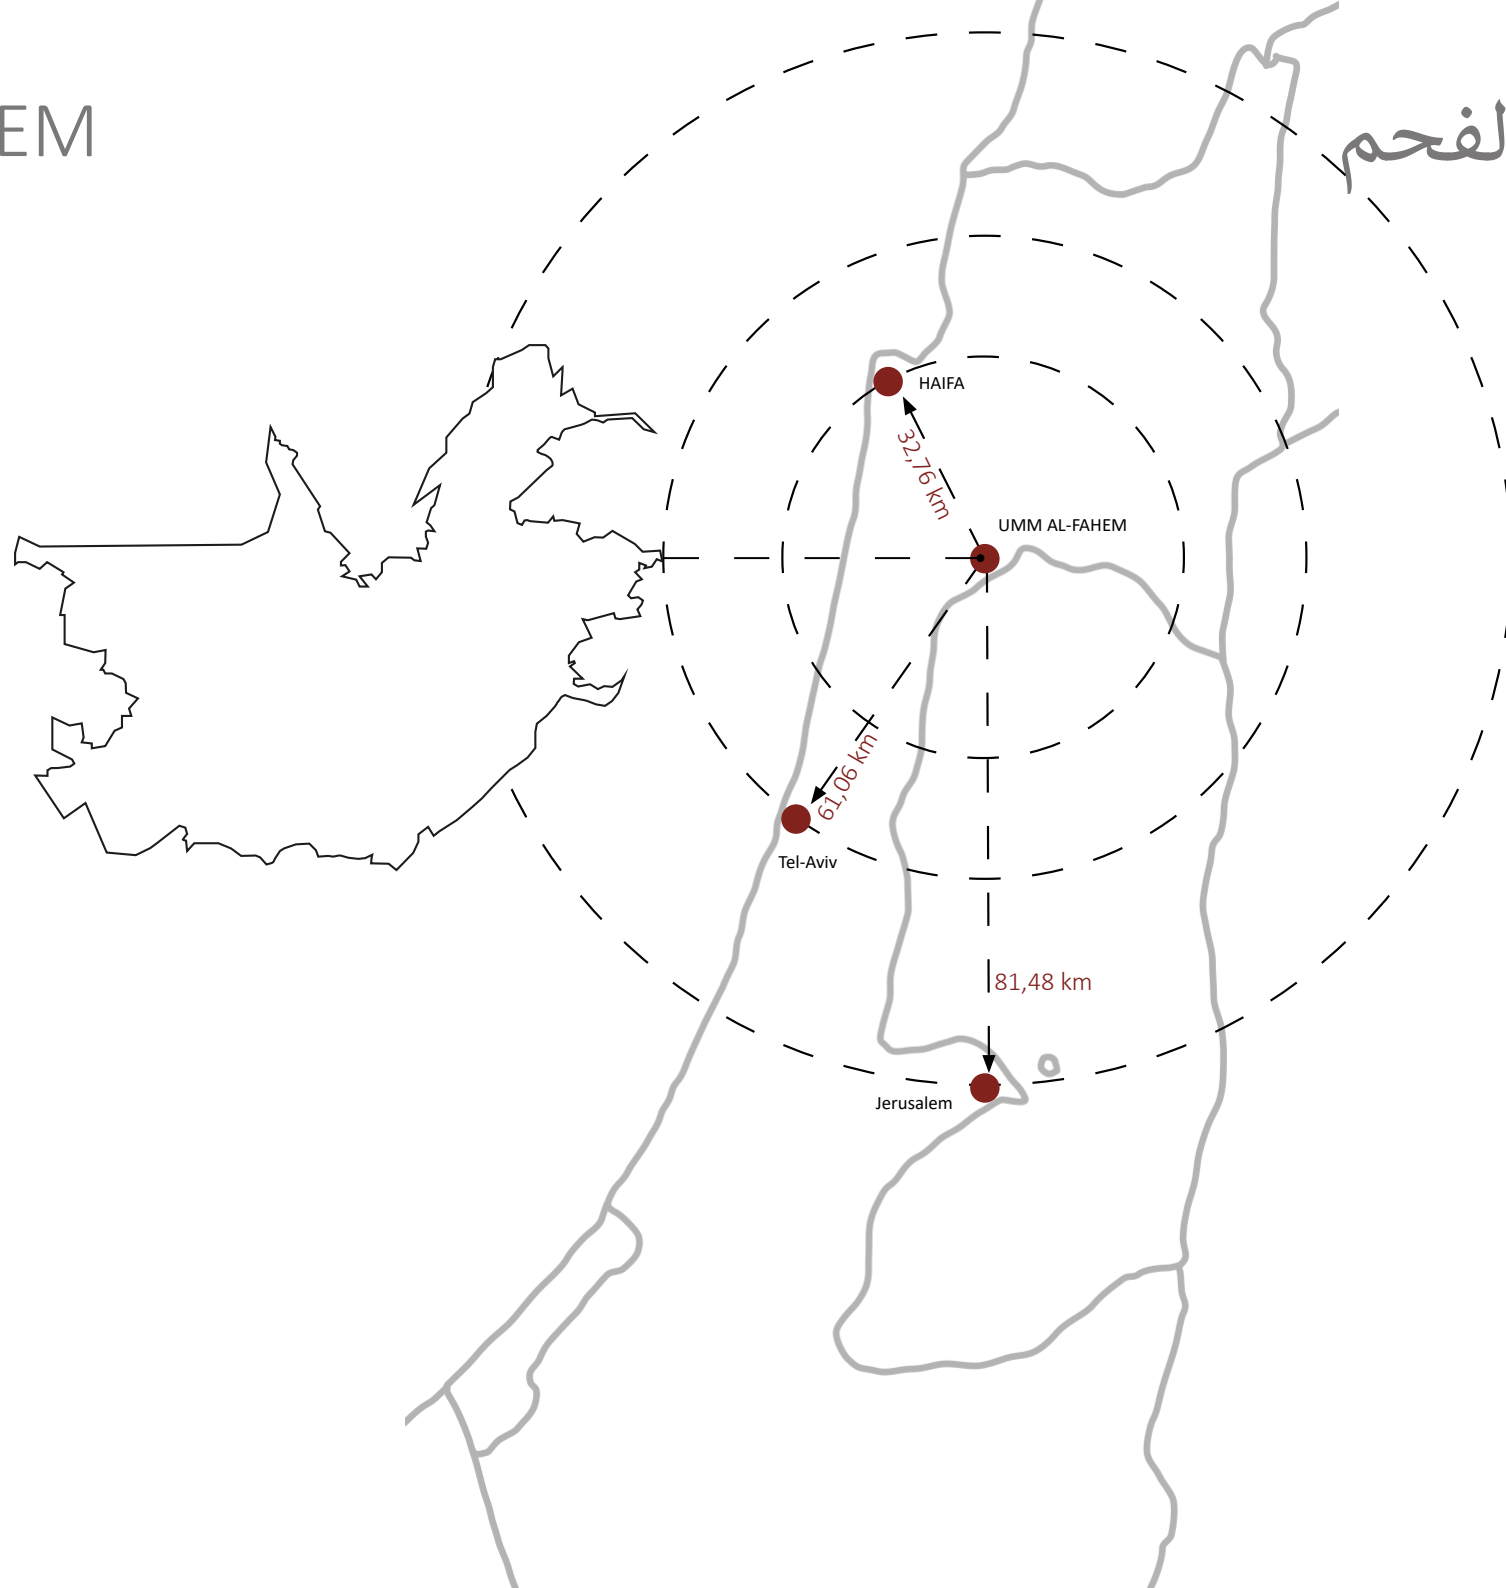 EM
لفحم
HAIFA
32,76 km
UMM AL-FAHEM
61,06 km
Tel-Aviv
81,48 km
Jerusalem